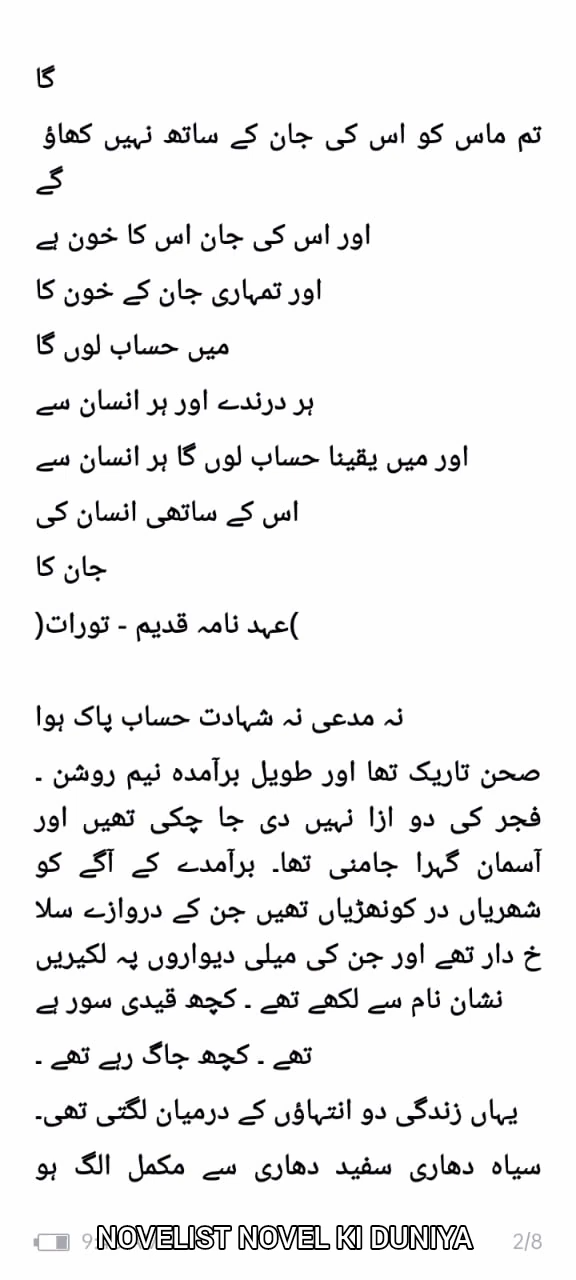 گا
تم ماس کو اس کی جان کے ساتھ نہیں کھاؤ
گے
اور اس کی جان اس کا خون ہے
اور تمہاری جان کے خون کا
میں حساب لوں گا
ہر درندے اور ہر انسان سے
اور میں یقینا حساب لوں گا ہر انسان سے
اس کے ساتھی انسان کی
جان کا
)عہد نامہ قدیم - تورات(
نہ مدعی نہ شہادت حساب پاک ہوا
صحن تاریک تھا اور طویل برآمدہ نیم روشن ۔
فجر کی دو ازا نہیں دی جا چکی تھیں اور
آسمان گہرا جامنی تھا۔ برآمدے کے آگے کو
شھریاں در کونھڑیاں تھیں جن کے دروازے سلا
خ دار تھے اور جن کی میلی دیواروں پہ لکیریں
نشان نام سے لکھے تھے ۔ کچھ قیدی سور ہے
تھے ۔ کچھ جاگ رہے تھے ۔
یہاں زندگی دو انتہاؤں کے درمیان لگتی تھی۔
سیاہ دھاری سفید دھاری سے مکمل الگ ہو
NOVELIST NOVEL KI DUNIYA
2/8